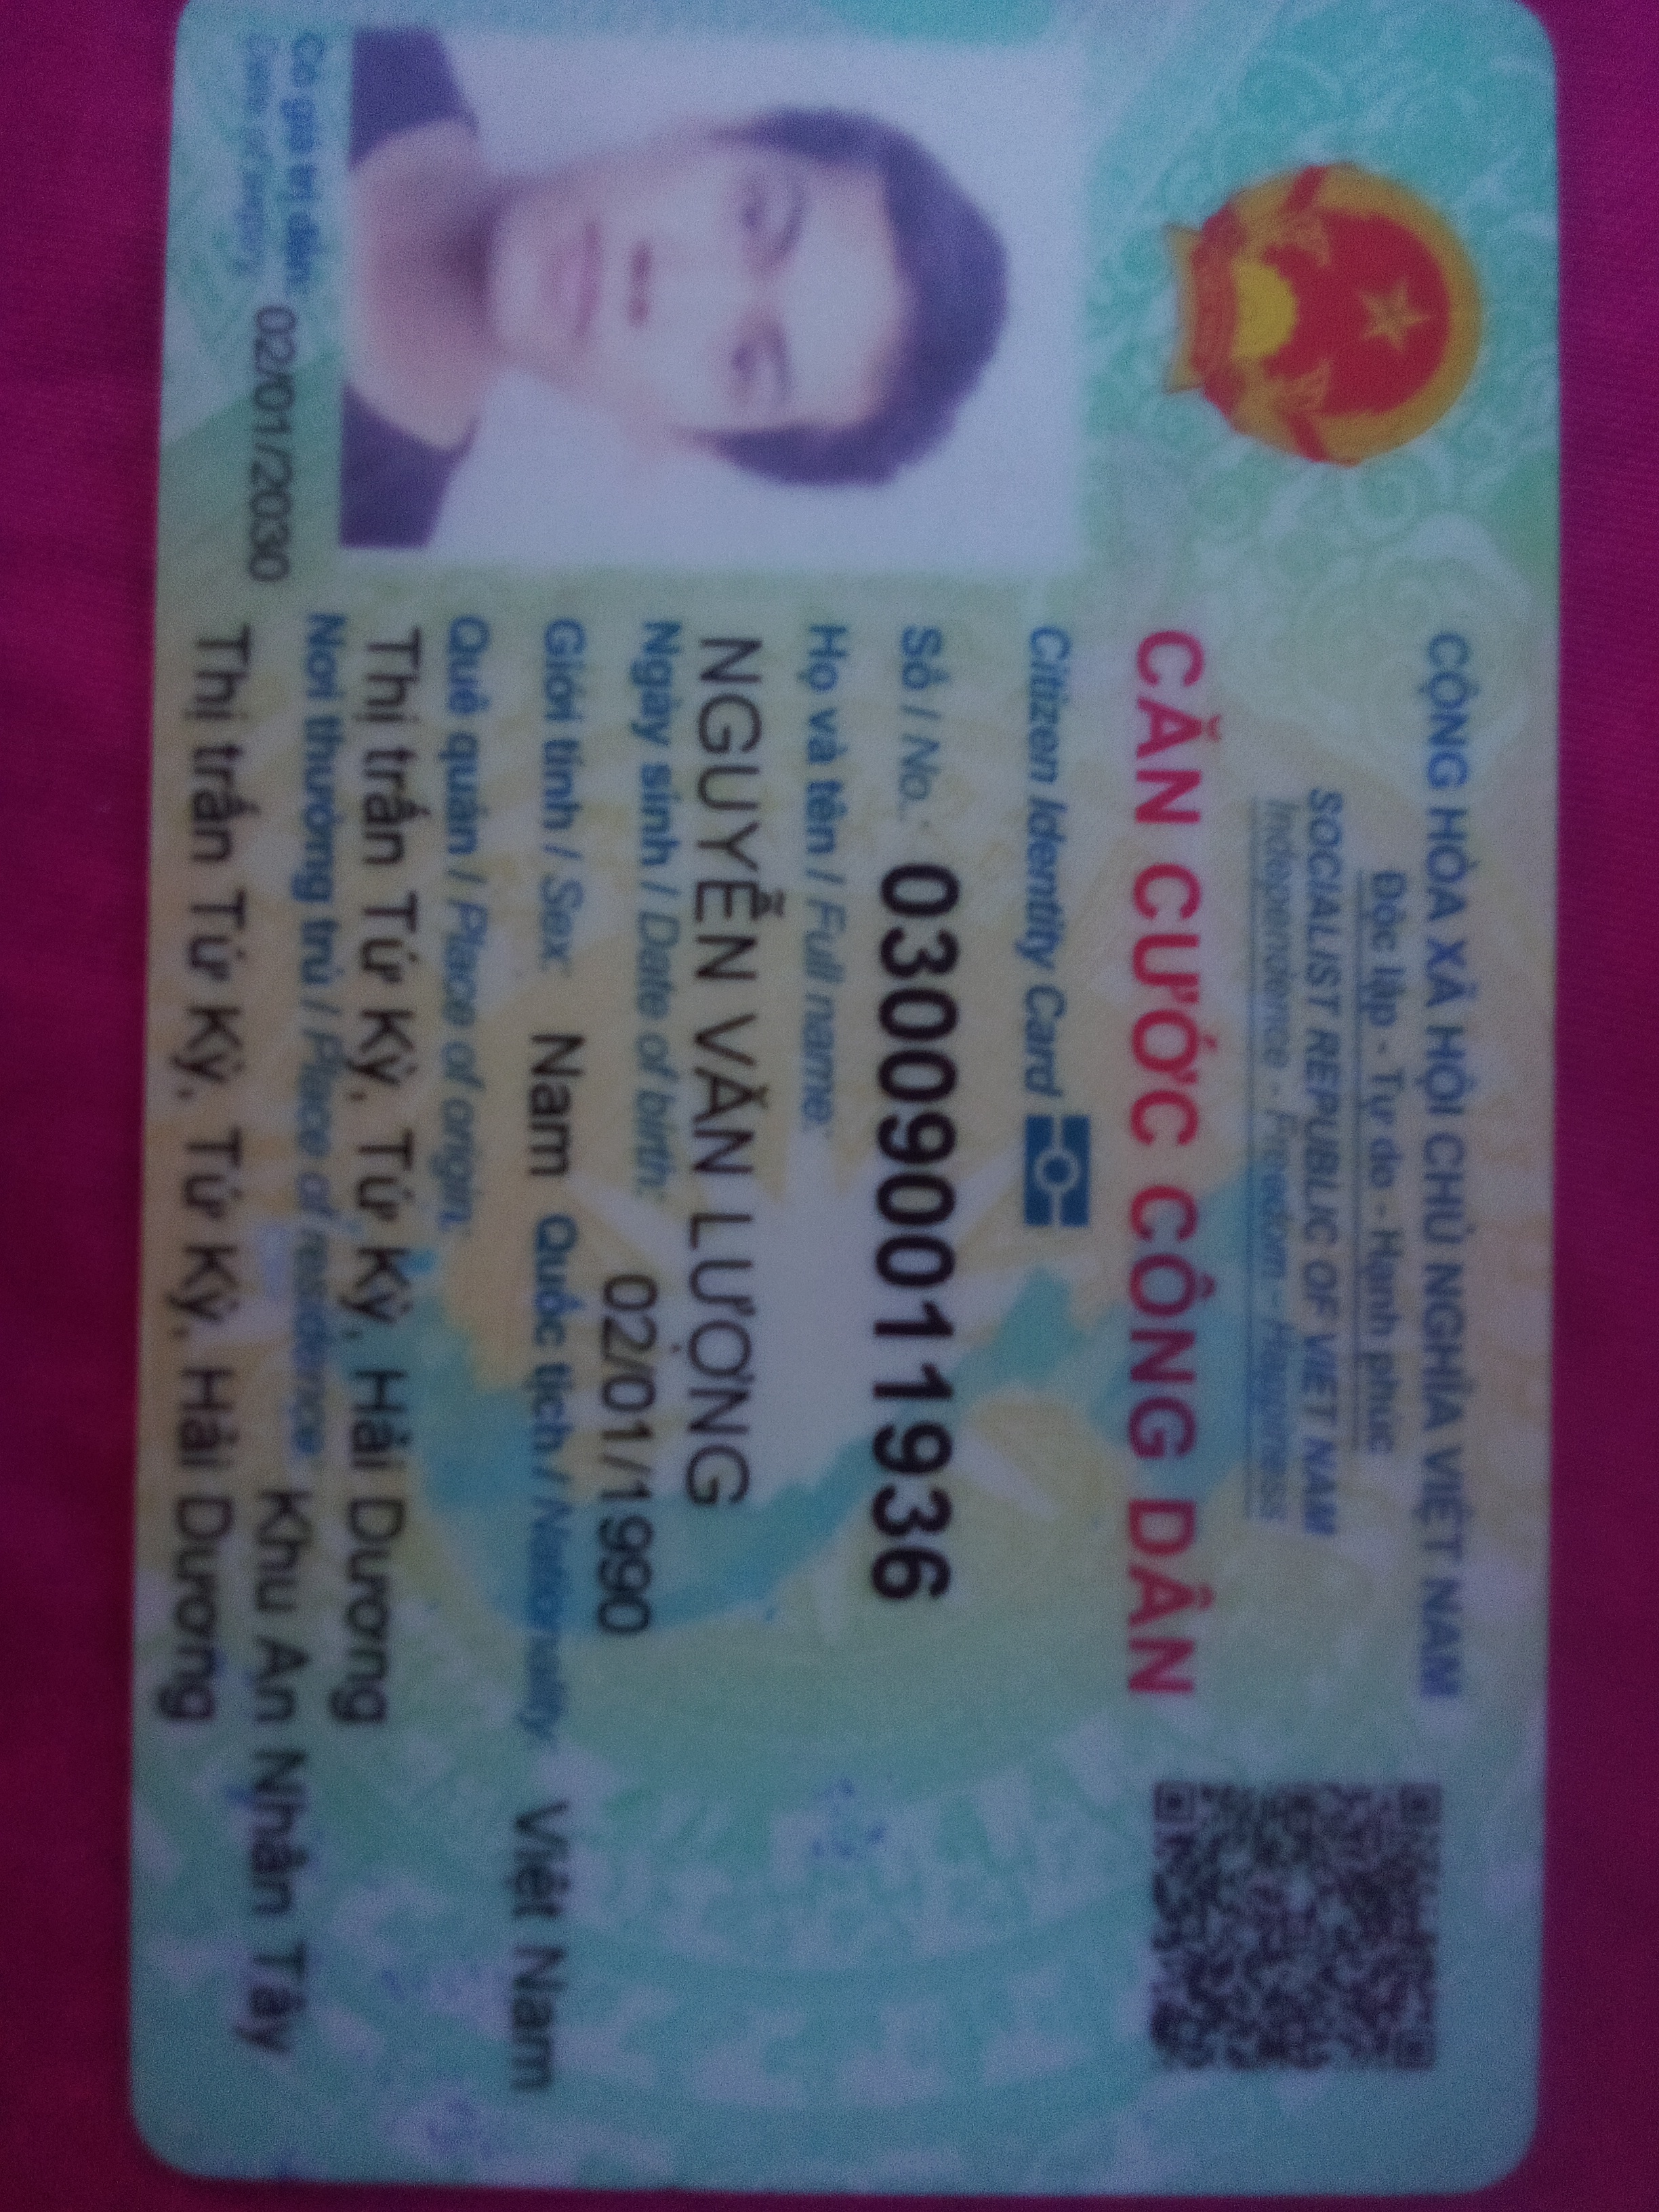 CỘNG HÒA XÃ HỘI CHỦ NGHĨA VIỆT NAM
Độc lập - Tự do - Hạnh phúc
SOCIALIST REPUBLIC OF VIET NAM
Independence - Freedom - Happiness
CĂN CƯỚC CÔNG DÂN
Citizen Identity Card
Số / No.: 030090011936
Họ và tên / Full name:
NGUYỄN VĂN LƯỢNG
Ngày sinh / Date of birth: 02/01/1990
Giới tính / Sex: Nam Quốc tịch / Nationality: Việt Nam
Quê quán / Place of origin:
Thị trấn Tứ Kỳ, Tứ Kỳ, Hải Dương
Nơi thường trú / Place of residence: Khu An Nhân Tây
Thị trấn Tứ Kỳ, Tứ Kỳ, Hải Dương
Có giá trị đến: 02/01/2030
Date of expiry